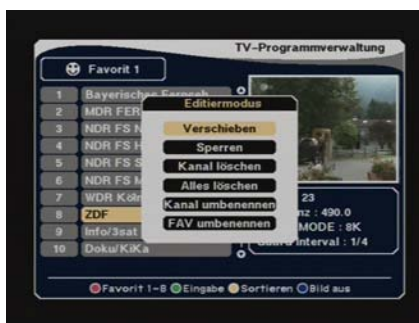 TV-Programmverwaltung
Favorit 1
1 Bayerisches Fernseh
2 MDR FER
3 NDR FS N
4 NDR FS H
5 NDR FS S
6 NDR FS M
7 WDR Köln
8 ZDF
9 Info/3sat
10 Doku/KiKa
Editiermodus
Verschieben
Sperren
Kanal löschen
Alles löschen
Kanal umbenennen
FAV umbenennen
23
nz : 490.0
MODE : 8K
Guard Interval : 1/4
Favorit 1-8 Eingabe Sortieren Bild aus